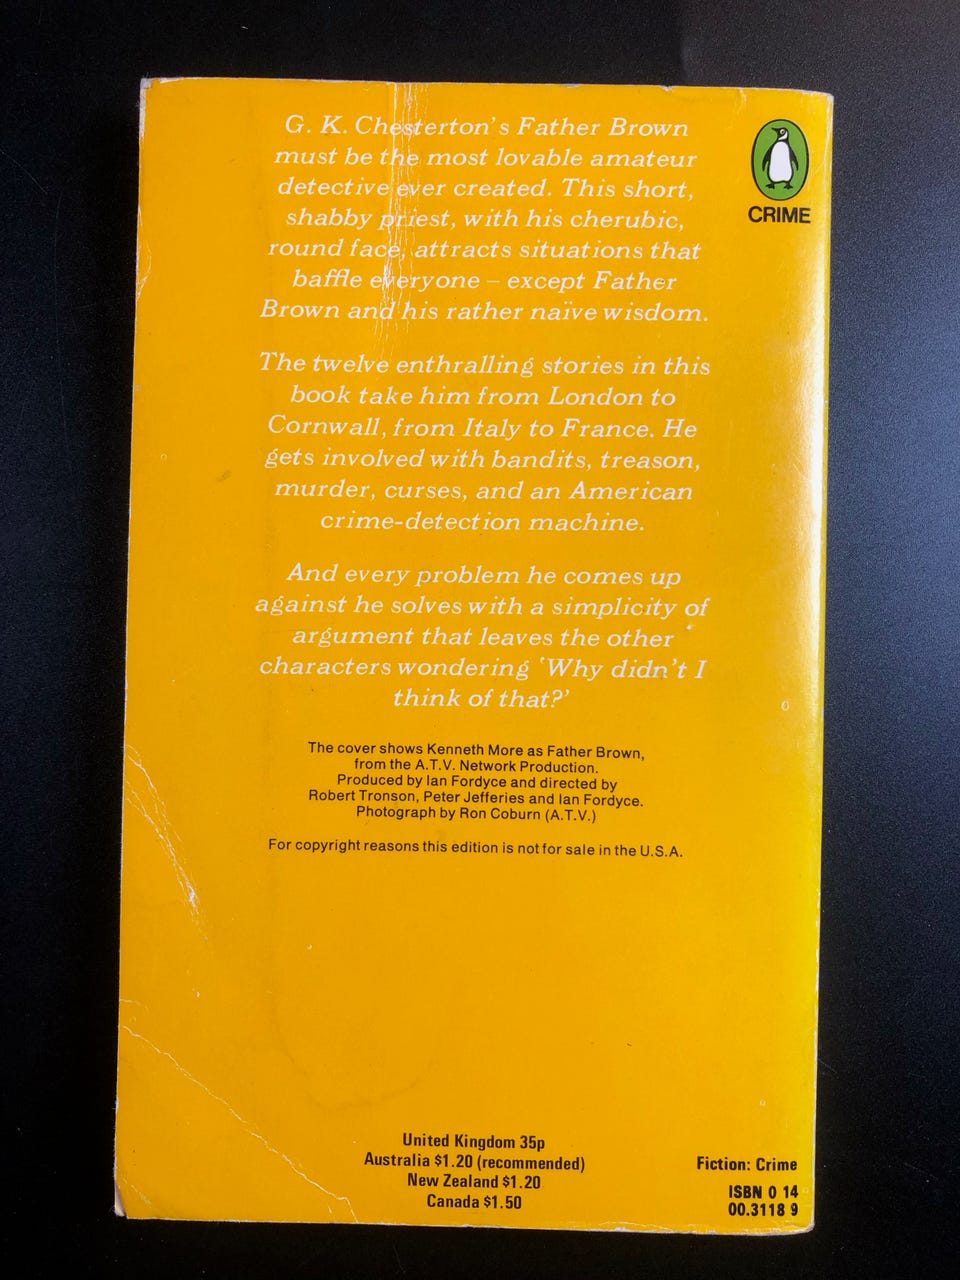 G. K. Chesterton's Father Brown
must be the most lovable amateur
detective ever created. This short,
shabby priest, with his cherubic,
round face, attracts situations that
baffle everyone – except Father
Brown and his rather naïve wisdom.
The twelve enthralling stories in this
book take him from London to
Cornwall, from Italy to France. He
gets involved with bandits, treason,
murder, curses, and an American
crime-detection machine.
And every problem he comes up
against he solves with a simplicity of
argument that leaves the other
characters wondering 'Why didn't I
think of that?'
CRIME
The cover shows Kenneth More as Father Brown,
from the A.T.V. Network Production.
Produced by Ian Fordyce and directed by
Robert Tronson, Peter Jefferies and Ian Fordyce.
Photograph by Ron Coburn (A.T.V.)
For copyright reasons this edition is not for sale in the U.S.A.
United Kingdom 35p
Australia $1.20 (recommended)
New Zealand $1.20
Canada $1.50
Fiction: Crime
ISBN 0 14
00.3118 9